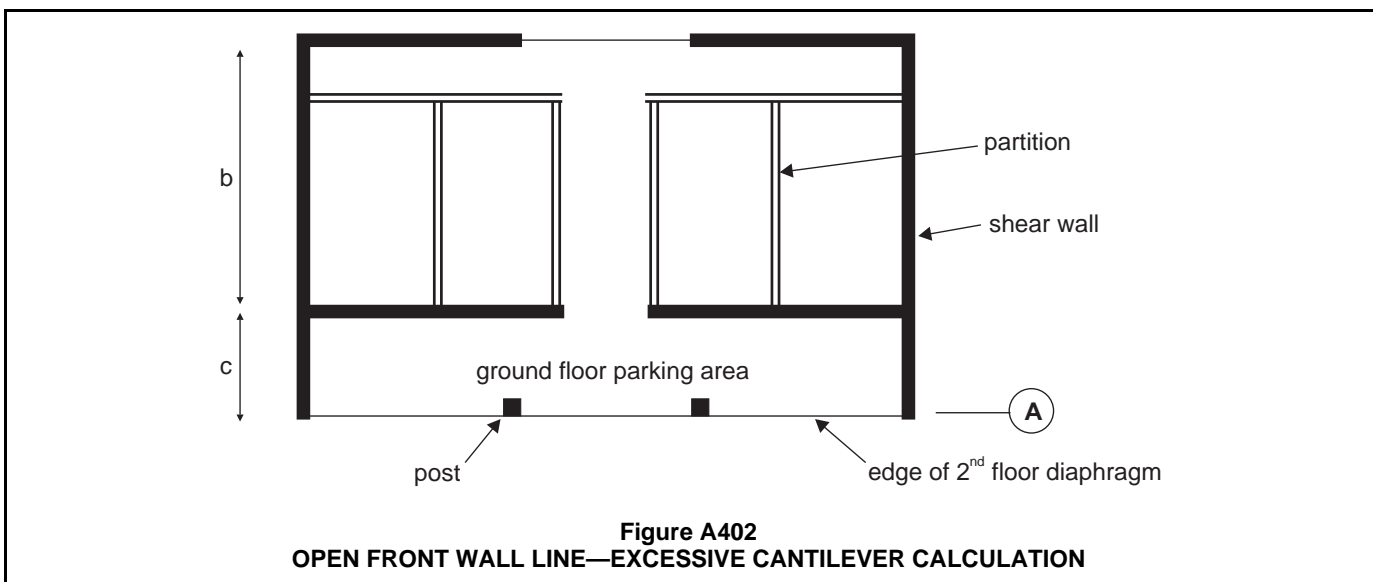 partition
b
shear wall
c
ground floor parking area
A
post
edge of 2nd floor diaphragm
Figure A402
OPEN FRONT WALL LINE—EXCESSIVE CANTILEVER CALCULATION